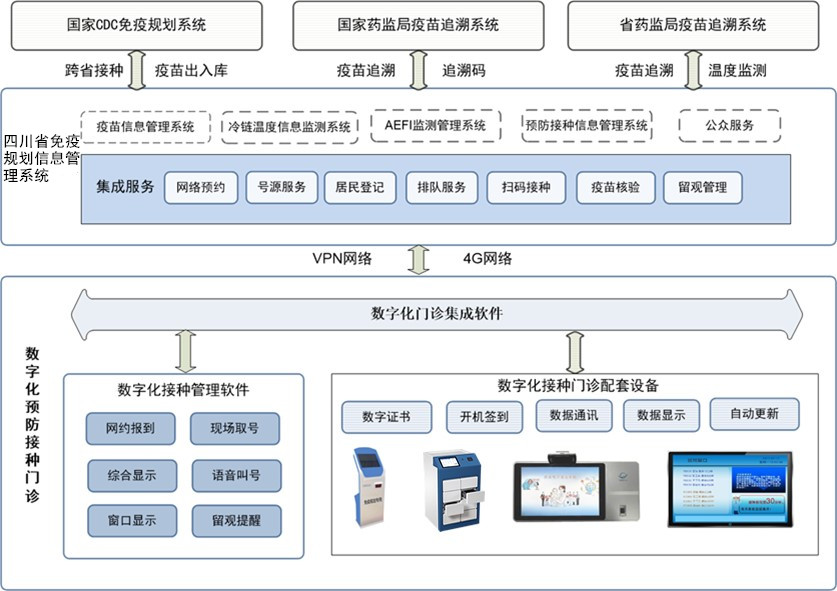 国家CDC免疫规划系统
国家药监局疫苗追溯系统
省药监局疫苗追溯系统
跨省接种
疫苗出入库
疫苗追溯
追溯码
疫苗追溯
温度监测
四川省免疫
规划信息管
理系统
疫苗信息管理系统
冷链温度信息监测系统
AEFI监测管理系统
预防接种信息管理系统
公众服务
集成服务
网络预约
号源服务
居民登记
排队服务
扫码接种
疫苗核验
留观管理
VPN网络
4G网络
数字化门诊集成软件
数字化预防接种门诊
数字化接种管理软件
网约报到
现场取号
综合显示
语音叫号
窗口显示
留观提醒
数字化接种门诊配套设备
数字证书
开机签到
数据通讯
数据显示
自动更新